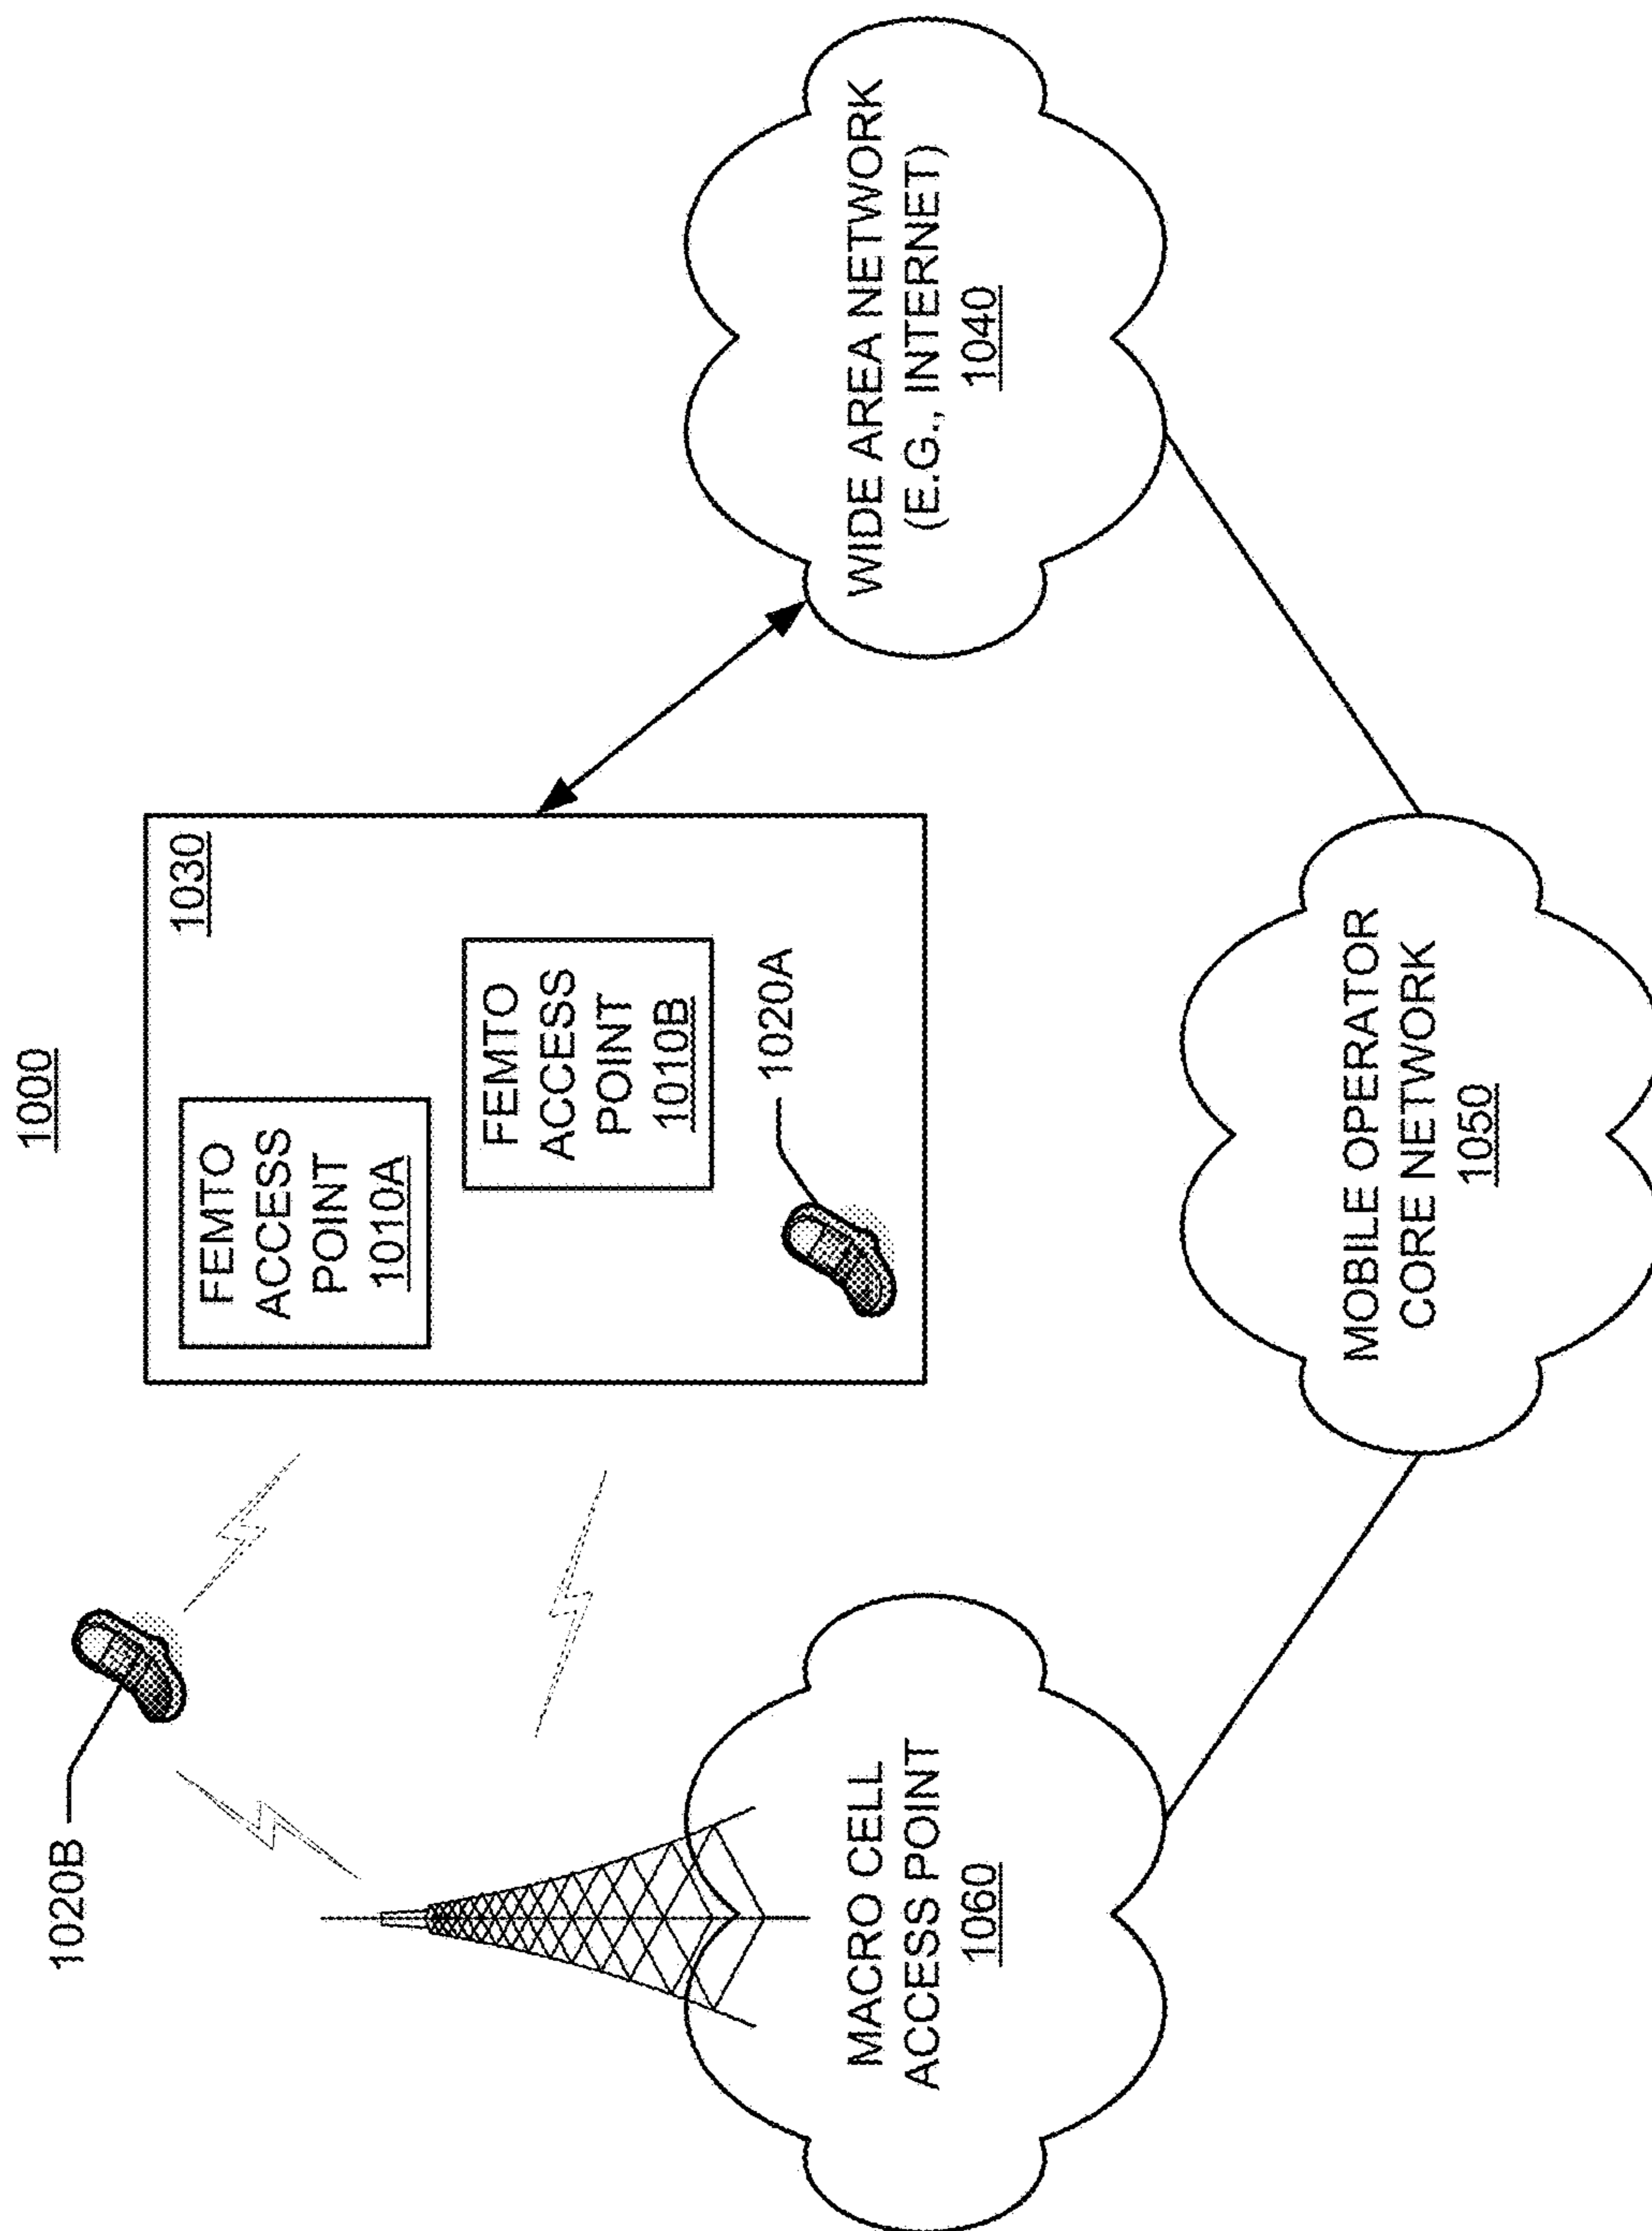 1000
1020B
FEMTO
ACCESS
POINT
1010A
1030
FEMTO
ACCESS
POINT
1010B
1020A
MACRO CELL
ACCESS POINT
1060
WIDE AREA NETWORK
(E.G., INTERNET)
1040
MOBILE OPERATOR
CORE NETWORK
1050